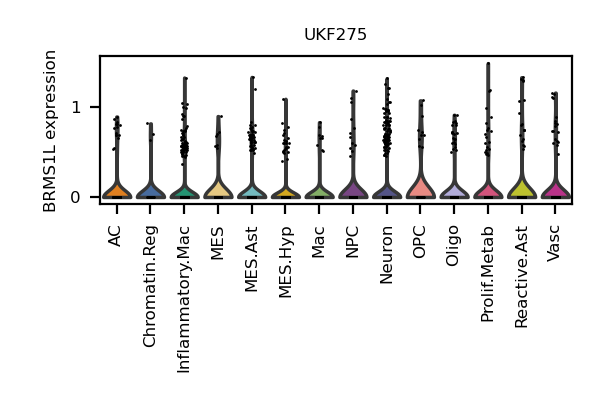 UKF275
BRMS1L expression
1
0
AC
Chromatin.Reg
Inflammatory.Mac
MES
MES.Ast
MES.Hyp
Mac
NPC
Neuron
OPC
Oligo
Prolif.Metab
Reactive.Ast
Vasc